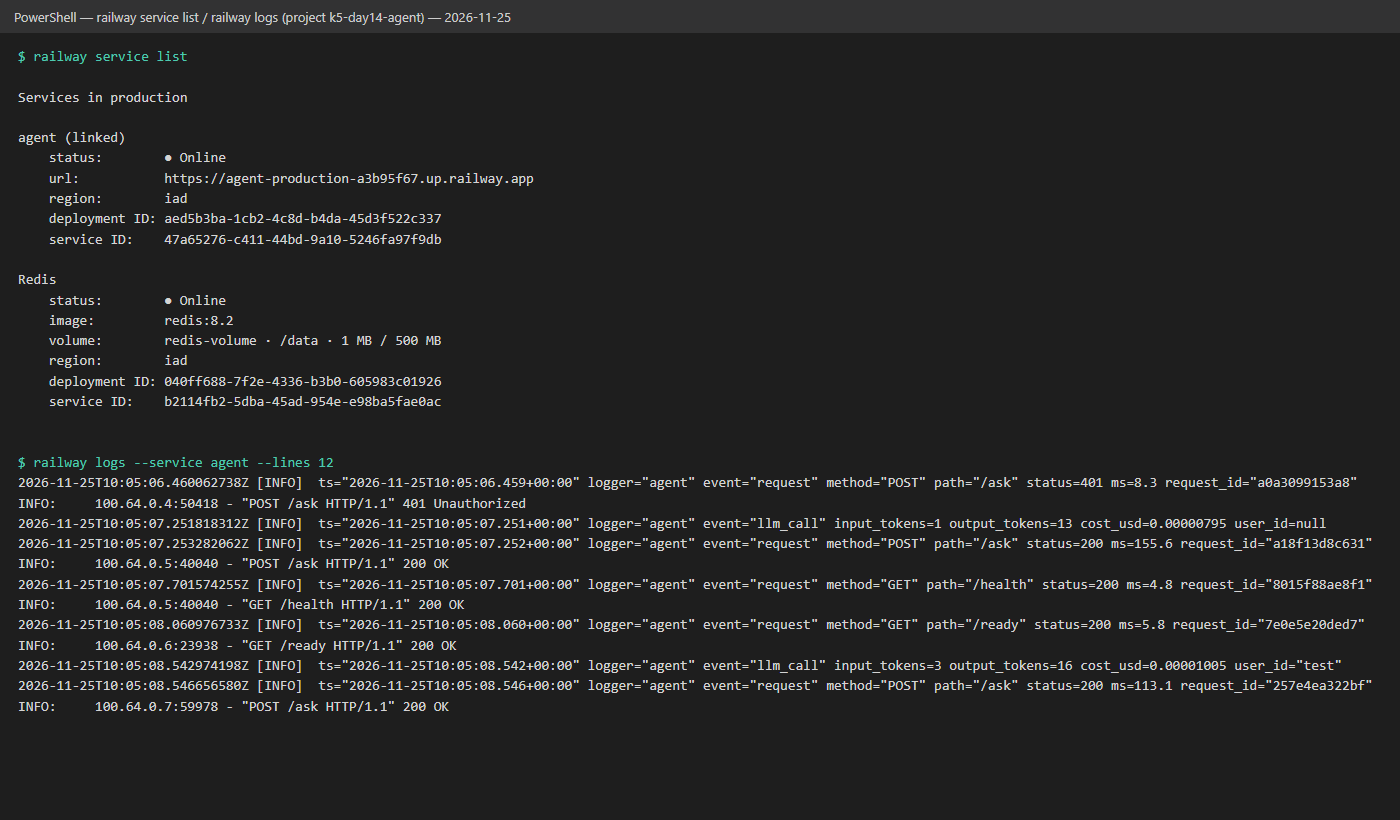 PowerShell — railway service list / railway logs (project k5-day14-agent) — 2026-11-25
$ railway service list
Services in production
agent (linked)
status: ● Online
url: https://agent-production-a3b95f67.up.railway.app
region: iad
deployment ID: aed5b3ba-1cb2-4c8d-b4da-45d3f522c337
service ID: 47a65276-c411-44bd-9a10-5246fa97f9db
Redis
status: ● Online
image: redis:8.2
volume: redis-volume · /data · 1 MB / 500 MB
region: iad
deployment ID: 040ff688-7f2e-4336-b3b0-605983c01926
service ID: b2114fb2-5dba-45ad-954e-e98ba5fae0ac
$ railway logs --service agent --lines 12
2026-11-25T10:05:06.460062738Z [INFO]  ts="2026-11-25T10:05:06.459+00:00" logger="agent" event="request" method="POST" path="/ask" status=401 ms=8.3 request_id="a0a3099153a8"
INFO:     100.64.0.4:50418 - "POST /ask HTTP/1.1" 401 Unauthorized
2026-11-25T10:05:07.251818312Z [INFO]  ts="2026-11-25T10:05:07.251+00:00" logger="agent" event="llm_call" input_tokens=1 output_tokens=13 cost_usd=0.00000795 user_id=null
2026-11-25T10:05:07.253282062Z [INFO]  ts="2026-11-25T10:05:07.252+00:00" logger="agent" event="request" method="POST" path="/ask" status=200 ms=155.6 request_id="a18f13d8c631"
INFO:     100.64.0.5:40040 - "POST /ask HTTP/1.1" 200 OK
2026-11-25T10:05:07.701574255Z [INFO]  ts="2026-11-25T10:05:07.701+00:00" logger="agent" event="request" method="GET" path="/health" status=200 ms=4.8 request_id="8015f88ae8f1"
INFO:     100.64.0.5:40040 - "GET /health HTTP/1.1" 200 OK
2026-11-25T10:05:08.060976733Z [INFO]  ts="2026-11-25T10:05:08.060+00:00" logger="agent" event="request" method="GET" path="/ready" status=200 ms=5.8 request_id="7e0e5e20ded7"
INFO:     100.64.0.6:23938 - "GET /ready HTTP/1.1" 200 OK
2026-11-25T10:05:08.542974198Z [INFO]  ts="2026-11-25T10:05:08.542+00:00" logger="agent" event="llm_call" input_tokens=3 output_tokens=16 cost_usd=0.00001005 user_id="test"
2026-11-25T10:05:08.546656580Z [INFO]  ts="2026-11-25T10:05:08.546+00:00" logger="agent" event="request" method="POST" path="/ask" status=200 ms=113.1 request_id="257e4ea322bf"
INFO:     100.64.0.7:59978 - "POST /ask HTTP/1.1" 200 OK